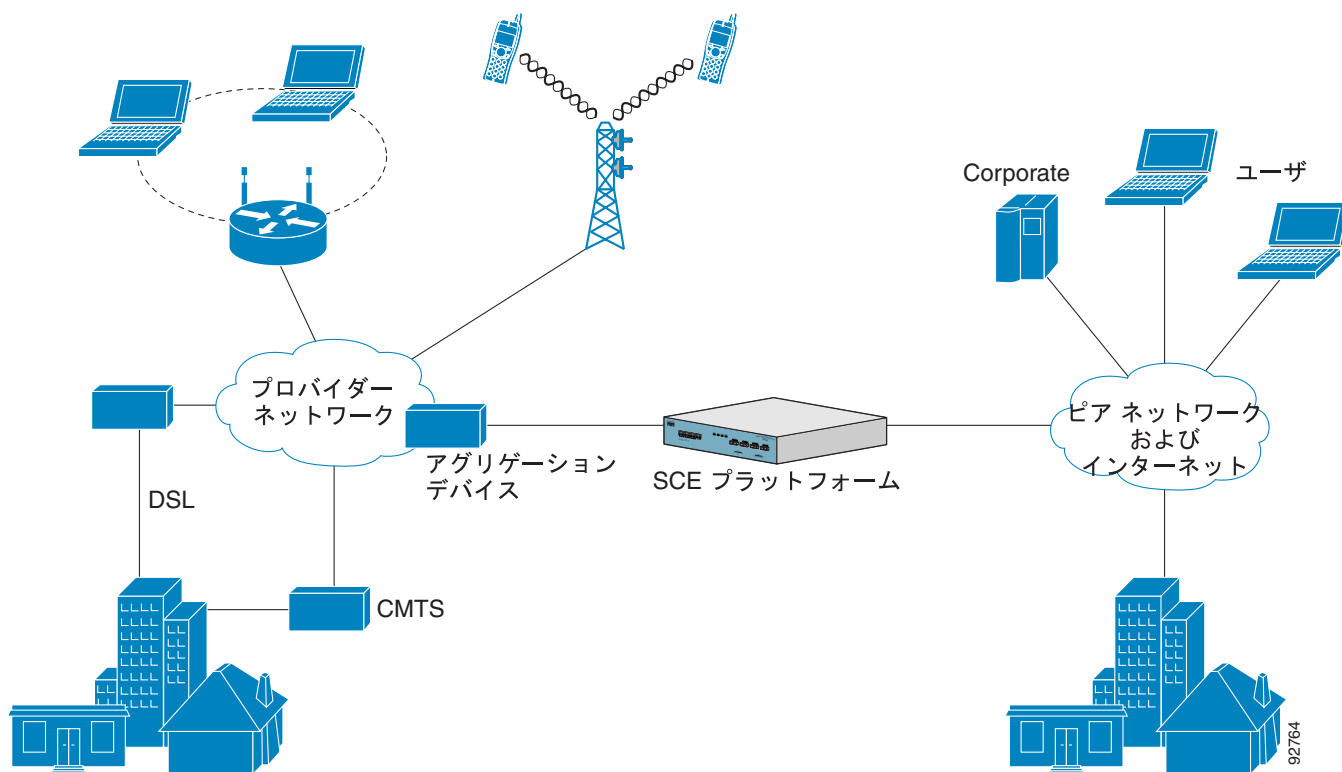 Corporate
ユーザ
プロバイダー
ネットワーク
アグリゲーション
デバイス
SCE プラットフォーム
ピア ネットワーク
および
インターネット
DSL
CMTS
92764